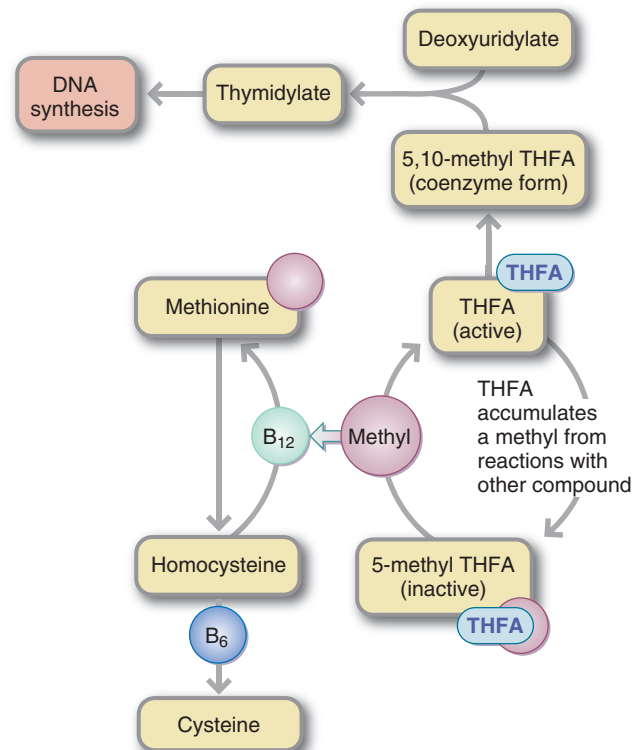 Deoxyuridylate
DNA
synthesis
Thymidylate
5,10-methyl THFA
(coenzyme form)
THFA
Methionine
THFA
(active)
THFA
accumulates
a methyl from
reactions with
other compound
B12
Methyl
Homocysteine
5-methyl THFA
(inactive)
THFA
B6
Cysteine